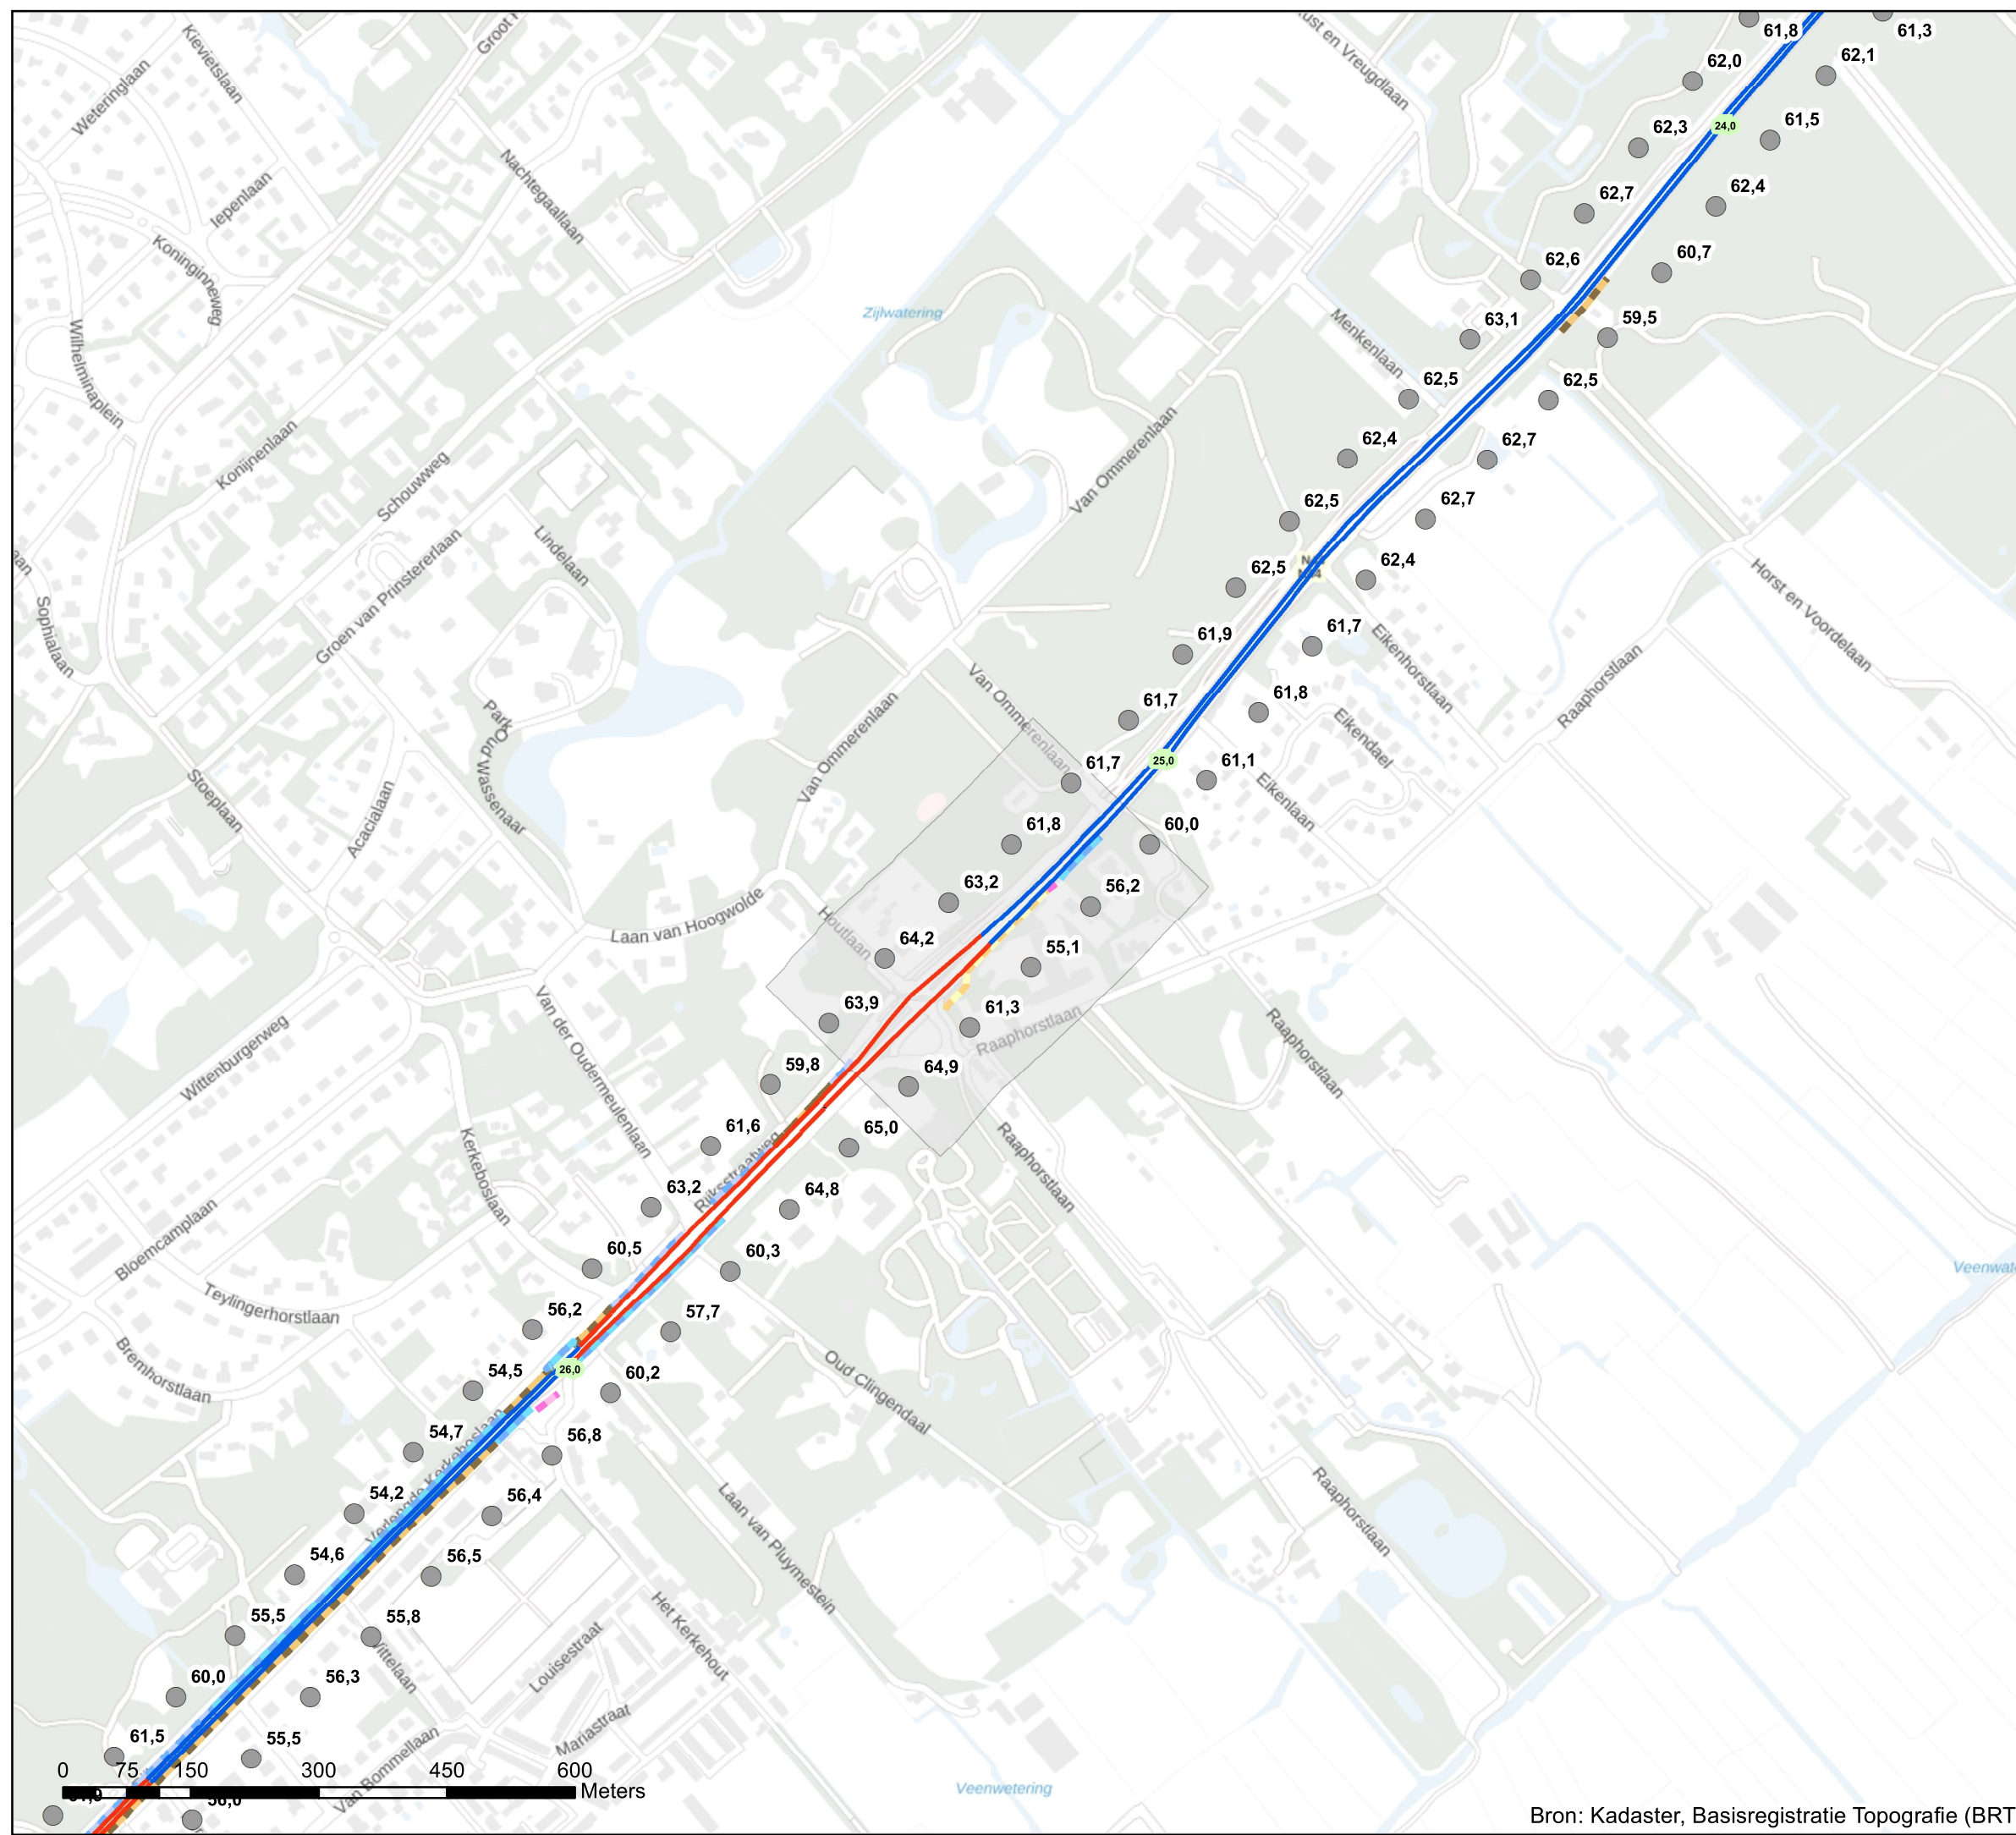 Kievietslaan
Weteringlaan
Iepenlaan
Koninginneweg
Wilhelminaplein
Nachtegaallaan
Konijnenlaan
Schouwweg
Groen van Prinstererlaan
Lindelaan
Sophialaan
Park Oud Wassenaar
Stoeplaan
Acacialaan
Zijlwatering
Van Ommerenlaan
Van Ommerenlaan
Van Ommerenlaan
Menkenlaan
Laan van Hoogwolde
Houtlaan
Eikenhorstlaan
Eikendael
Eikenlaan
Raaphorstlaan
Horst en Voordelaan
Raaphorstlaan
Raaphorstlaan
Raaphorstlaan
Raaphorstlaan
Wittenburgerweg
Van der Oudermeulenlaan
Kerkeboslaan
Rijksstraatweg
Bloemcamplaan
Teylingerhorstlaan
Bremhorstlaan
Oud Clingendaal
Laan van Pluymestein
Het Kerkehout
Louisestraat
Mariastraat
Van Bommellaan
Veenwetering
61,8
61,3
62,0
62,1
24,0
62,3
61,5
62,7
62,4
62,6
60,7
63,1
59,5
62,5
62,5
62,4
62,7
62,5
62,7
62,5
62,4
61,9
61,7
61,7
61,8
25,0
61,7
61,1
61,8
60,0
63,2
56,2
64,2
55,1
63,9
61,3
59,8
64,9
61,6
65,0
63,2
64,8
60,5
60,3
56,2
57,7
26,0
54,5
60,2
54,7
56,8
54,2
56,4
54,6
56,5
55,5
55,8
60,0
56,3
61,5
55,5
56,0
0 75 150 300 450 600
Meters
Bron: Kadaster, Basisregistratie Topografie (BRT